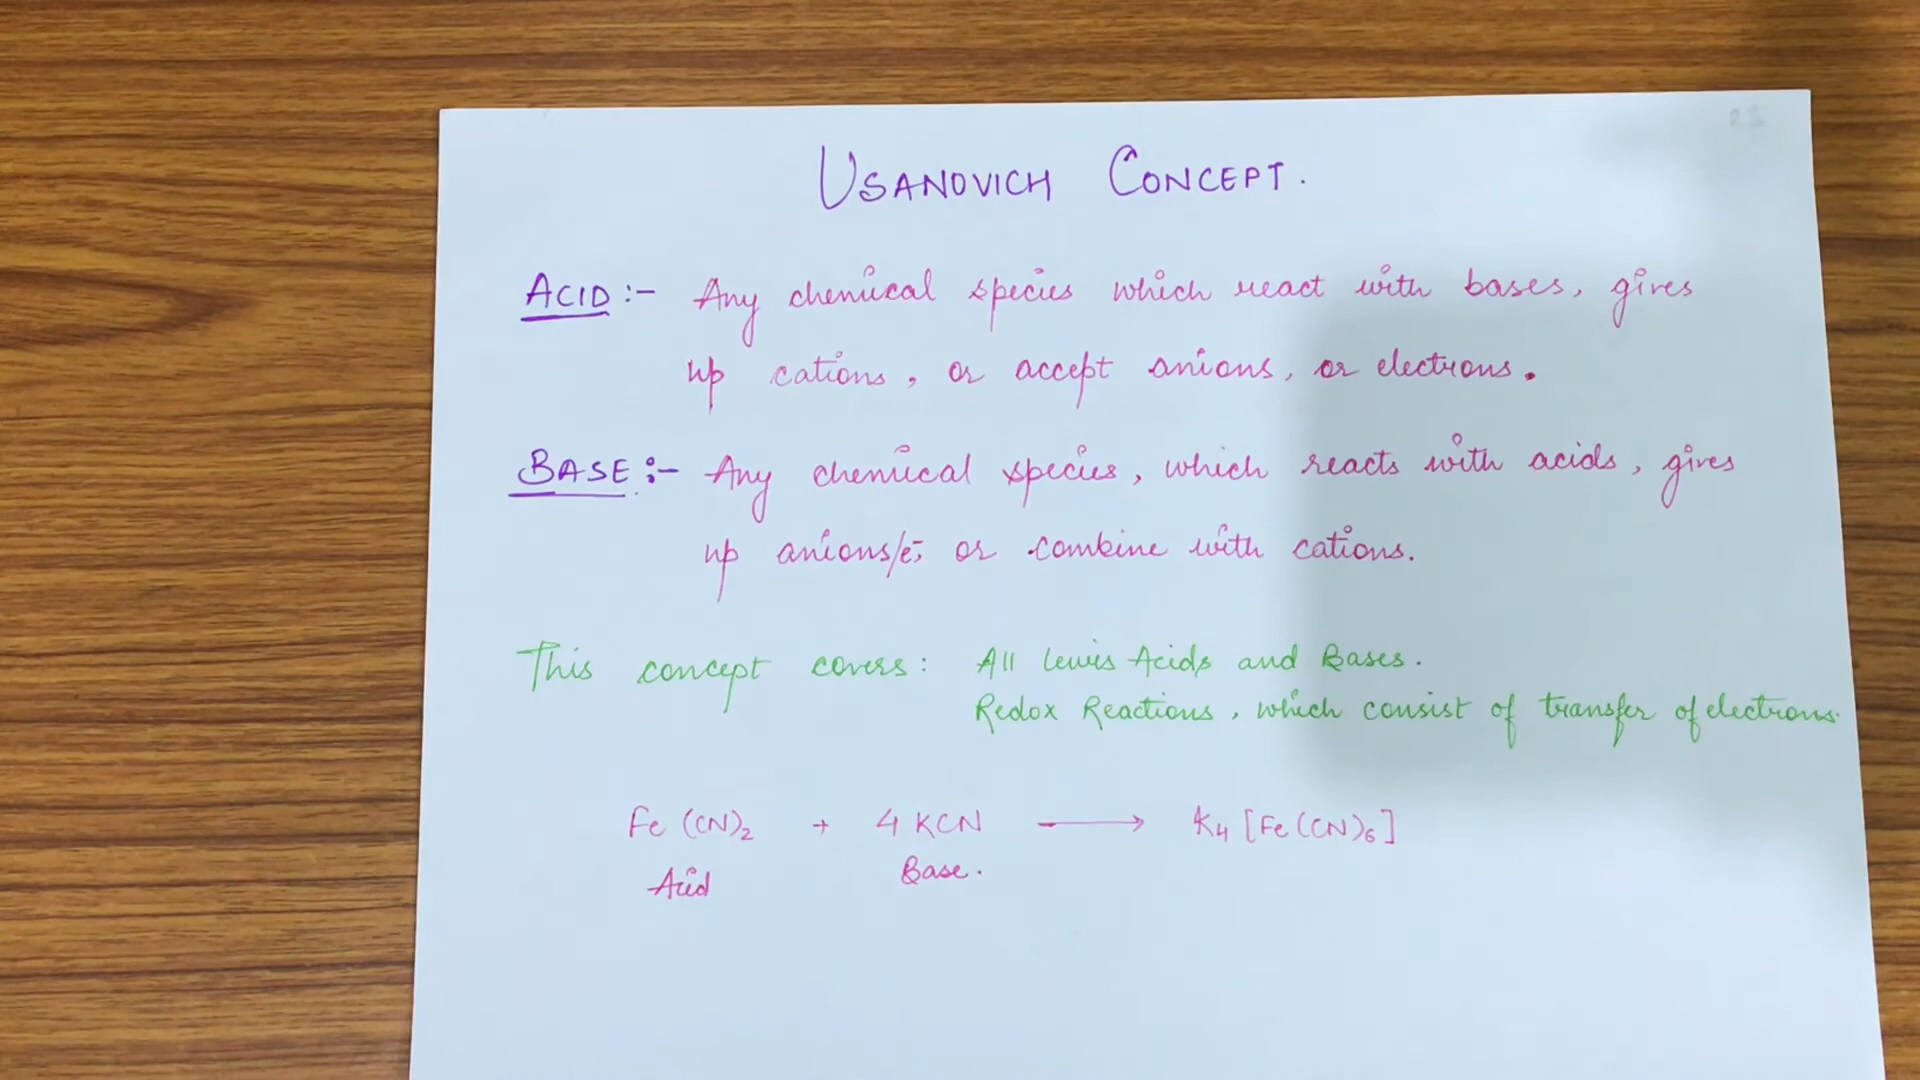 USANOVICH CONCEPT.
ACID :- Any chemical species which react with bases, gives
up cations, or accept anions, or electrons.
BASE :- Any chemical species, which reacts with acids, gives
up anions/e⁻, or combine with cations.
This concept covers: All Lewis Acids and Bases.
Redox Reactions, which consist of transfer of electrons.
Fe (CN)₂ + 4 KCN ⟶ K₄ [Fe(CN)₆]
Acid Base.